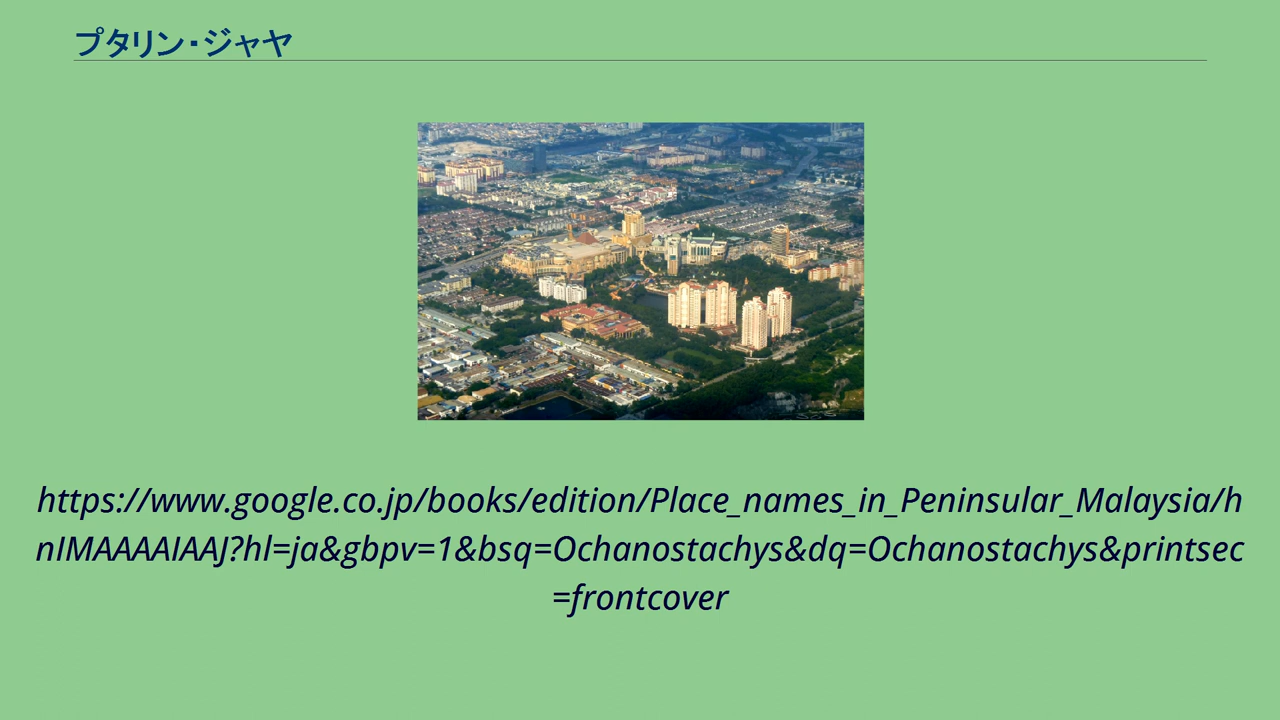 プタリン・ジャヤ
https://www.google.co.jp/books/edition/Place_names_in_Peninsular_Malaysia/h
nIMAAAAIAAJ?hl=ja&gbpv=1&bsq=Ochanostachys&dq=Ochanostachys&printsec
=frontcover